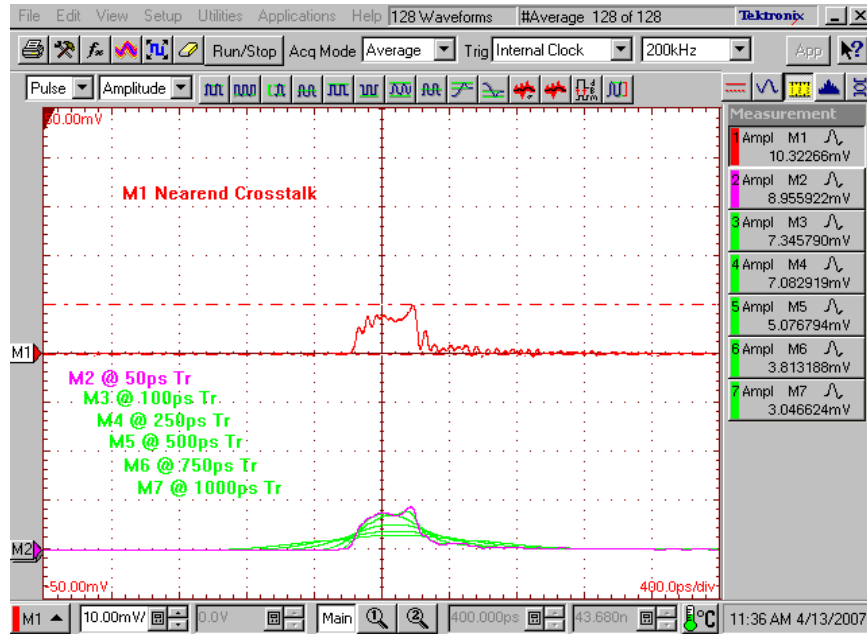 File Edit View Setup Utilities Applications Help 128 Waveforms #Average 128 of 128 Tektronix
Run/Stop Acq Mode Average Trig Internal Clock 200kHz App
Pulse Amplitude
50.00mV
Measurement
1 Ampl M1
10.32266mV
2 Ampl M2
8.955922mV
3 Ampl M3
7.345790mV
4 Ampl M4
7.082919mV
5 Ampl M5
5.076794mV
6 Ampl M6
3.813188mV
7 Ampl M7
3.046624mV
M1 Nearend Crosstalk
M1
M2 @ 50ps Tr
M3 @ 100ps Tr
M4 @ 250ps Tr
M5 @ 500ps Tr
M6 @ 750ps Tr
M7 @ 1000ps Tr
M2
-50.00mV 400.0ps/div
M1 10.00mV/ 0.0V Main 400.000ps 43.680n °C 11:36 AM 4/13/2007